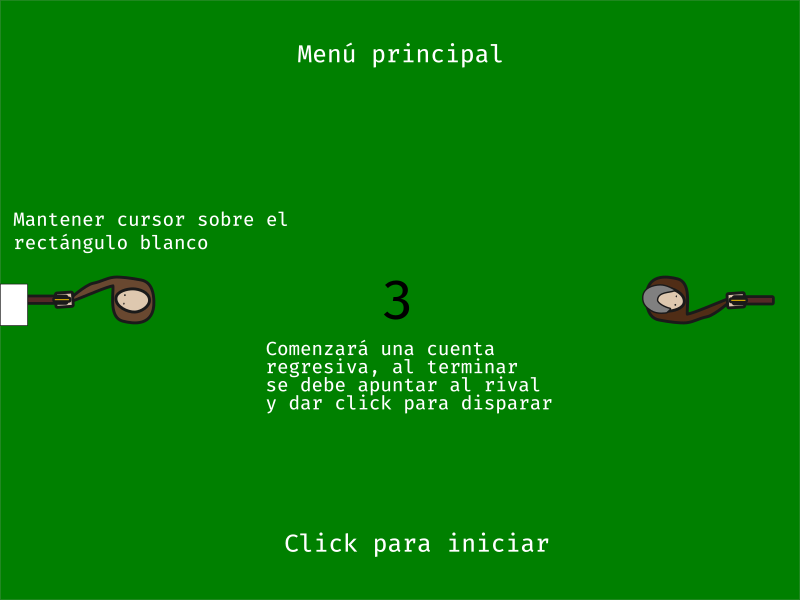 Menú principal
Mantener cursor sobre el
rectángulo blanco
3
Comenzará una cuenta
regresiva, al terminar
se debe apuntar al rival
y dar click para disparar
Click para iniciar